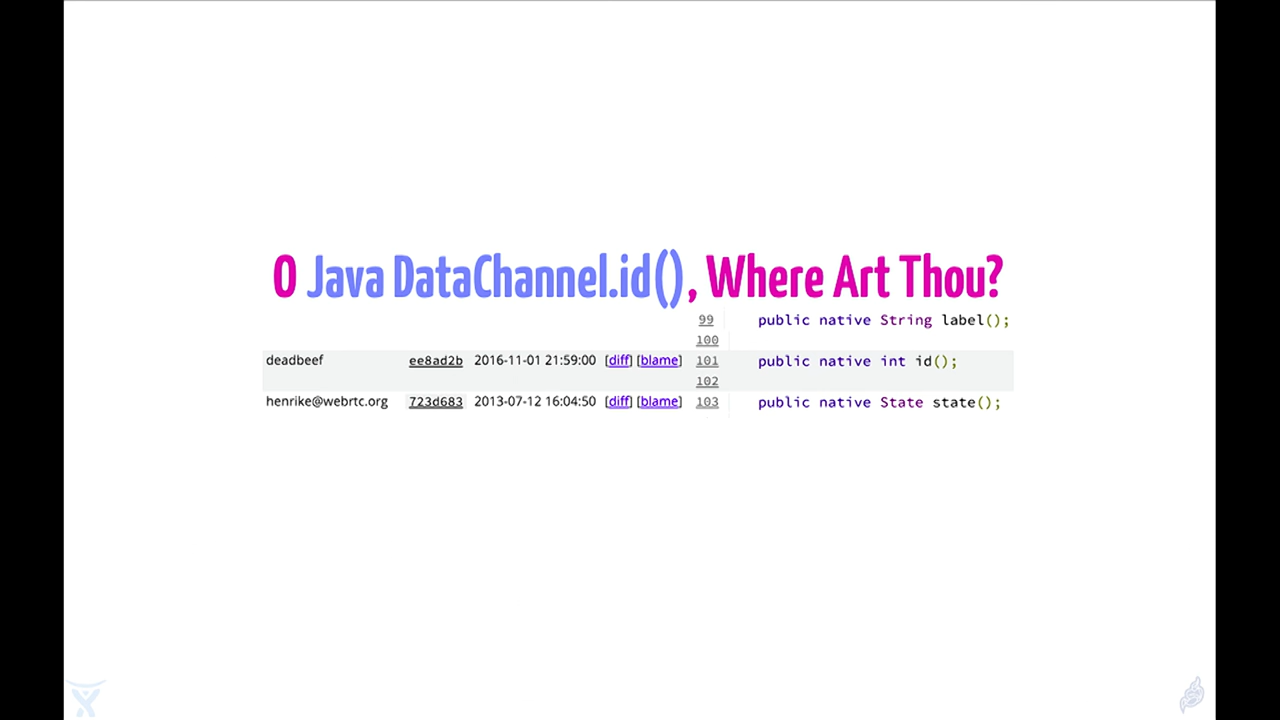 O Java DataChannel.id(), Where Art Thou?
99 public native String label();
100
deadbeef ee8ad2b 2016-11-01 21:59:00 [diff] [blame] 101 public native int id();
102
henrike@webrtc.org 723d683 2013-07-12 16:04:50 [diff] [blame] 103 public native State state();